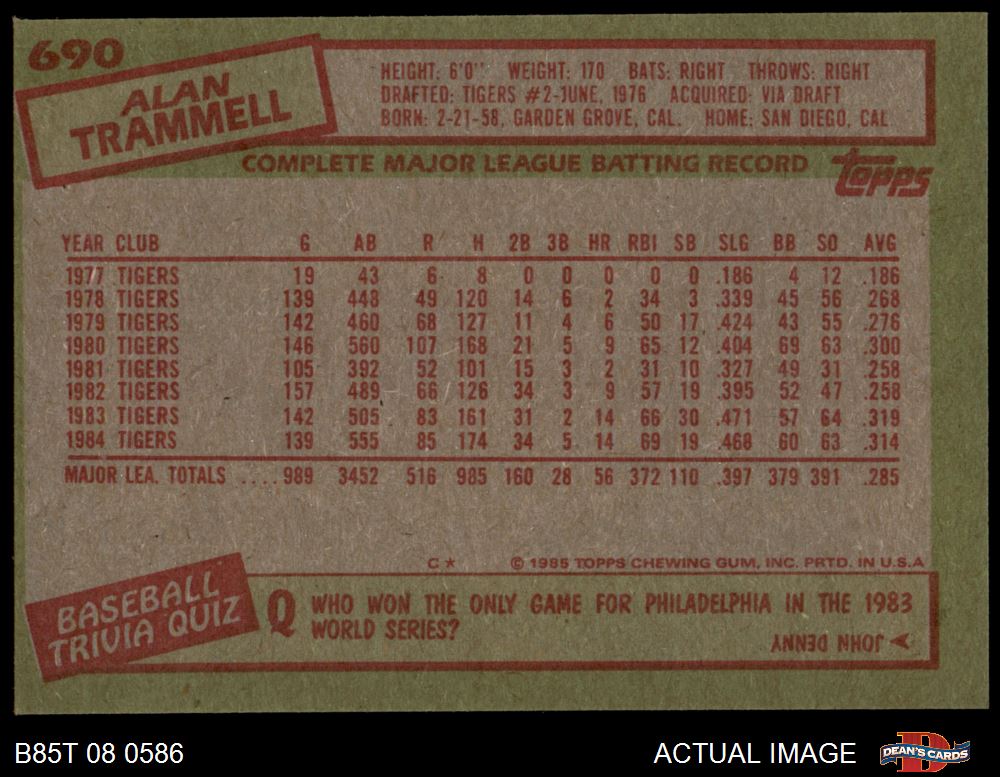 690
ALAN
TRAMMELL
HEIGHT: 6'0" WEIGHT: 170 BATS: RIGHT THROWS: RIGHT
DRAFTED: TIGERS #2-JUNE, 1976 ACQUIRED: VIA DRAFT
BORN: 2-21-58, GARDEN GROVE, CAL. HOME: SAN DIEGO, CAL
COMPLETE MAJOR LEAGUE BATTING RECORD
topps
YEAR CLUB G AB R H 2B 3B HR RBI SB SLG BB SO AVG
1977 TIGERS 19 43 6 8 0 0 0 0 0 .186 4 12 .186
1978 TIGERS 139 448 49 120 14 6 2 34 3 .339 45 56 .268
1979 TIGERS 142 460 68 127 11 4 6 50 17 .424 43 55 .276
1980 TIGERS 146 560 107 168 21 5 9 65 12 .404 69 63 .300
1981 TIGERS 105 392 52 101 15 3 2 31 10 .327 49 31 .258
1982 TIGERS 157 489 66 126 34 3 9 57 19 .395 52 47 .258
1983 TIGERS 142 505 83 161 31 2 14 66 30 .471 57 64 .319
1984 TIGERS 139 555 85 174 34 5 14 69 19 .468 60 63 .314
MAJOR LEA. TOTALS ....989 3452 516 985 160 28 56 372 110 .397 379 391 .285
C* © 1985 TOPPS CHEWING GUM, INC. PRTD. IN U.S.A
BASEBALL
TRIVIA QUIZ
Q WHO WON THE ONLY GAME FOR PHILADELPHIA IN THE 1983
WORLD SERIES?
JOHN DENNY
B85T 08 0586
ACTUAL IMAGE
D
DEAN'S CARDS